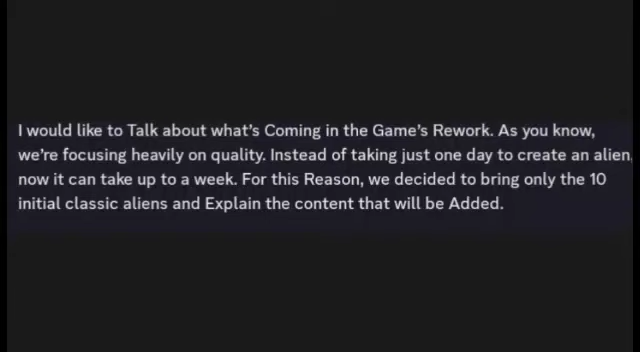 I would like to Talk about what's Coming in the Game's Rework. As you know,
we're focusing heavily on quality. Instead of taking just one day to create an alien,
now it can take up to a week. For this Reason, we decided to bring only the 10
initial classic aliens and Explain the content that will be Added.